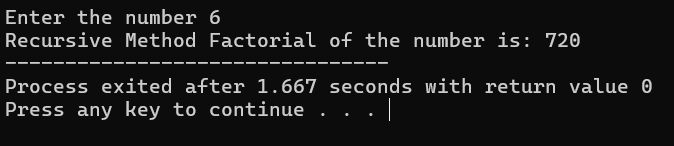 Enter the number 6
Recursive Method Factorial of the number is: 720
--------------------------------
Process exited after 1.667 seconds with return value 0
Press any key to continue . . .